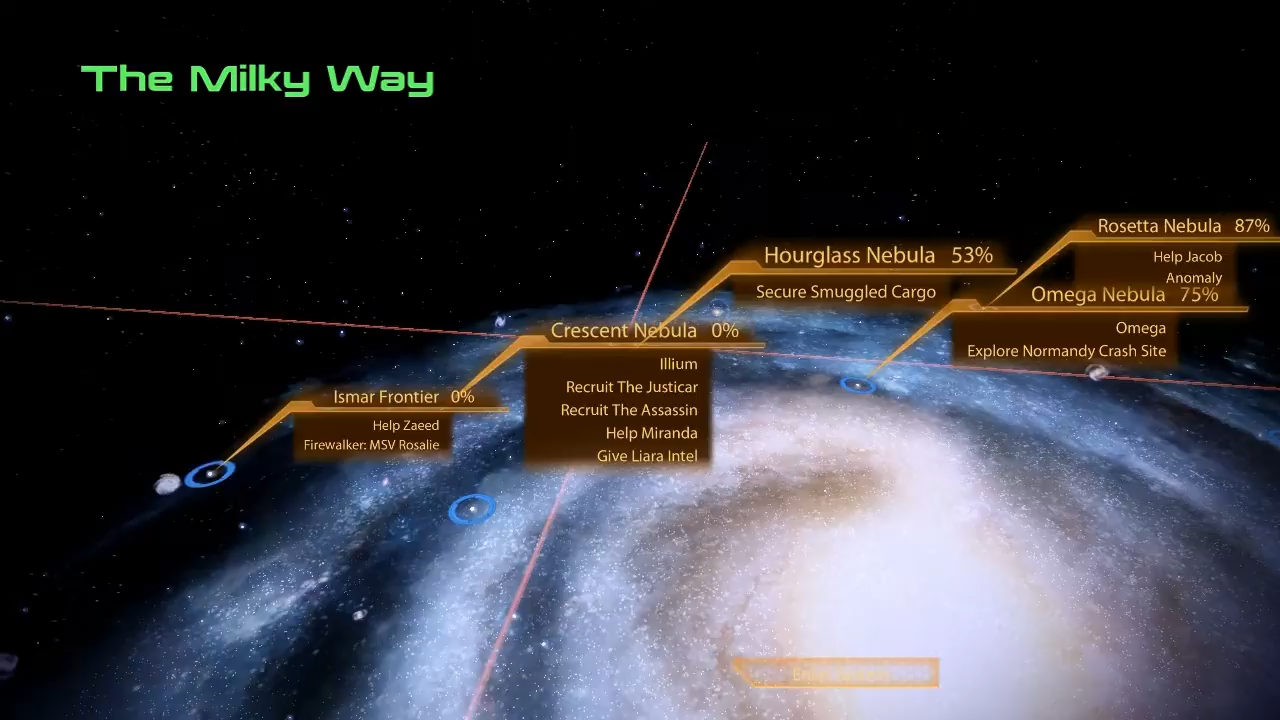 The Milky Way
Rosetta Nebula 87%
Help Jacob
Anomaly
Hourglass Nebula 53%
Secure Smuggled Cargo
Omega Nebula 75%
Omega
Explore Normandy Crash Site
Crescent Nebula 0%
Illium
Recruit The Justicar
Recruit The Assassin
Help Miranda
Give Liara Intel
Ismar Frontier 0%
Help Zaeed
Firewalker: MSV Rosalie